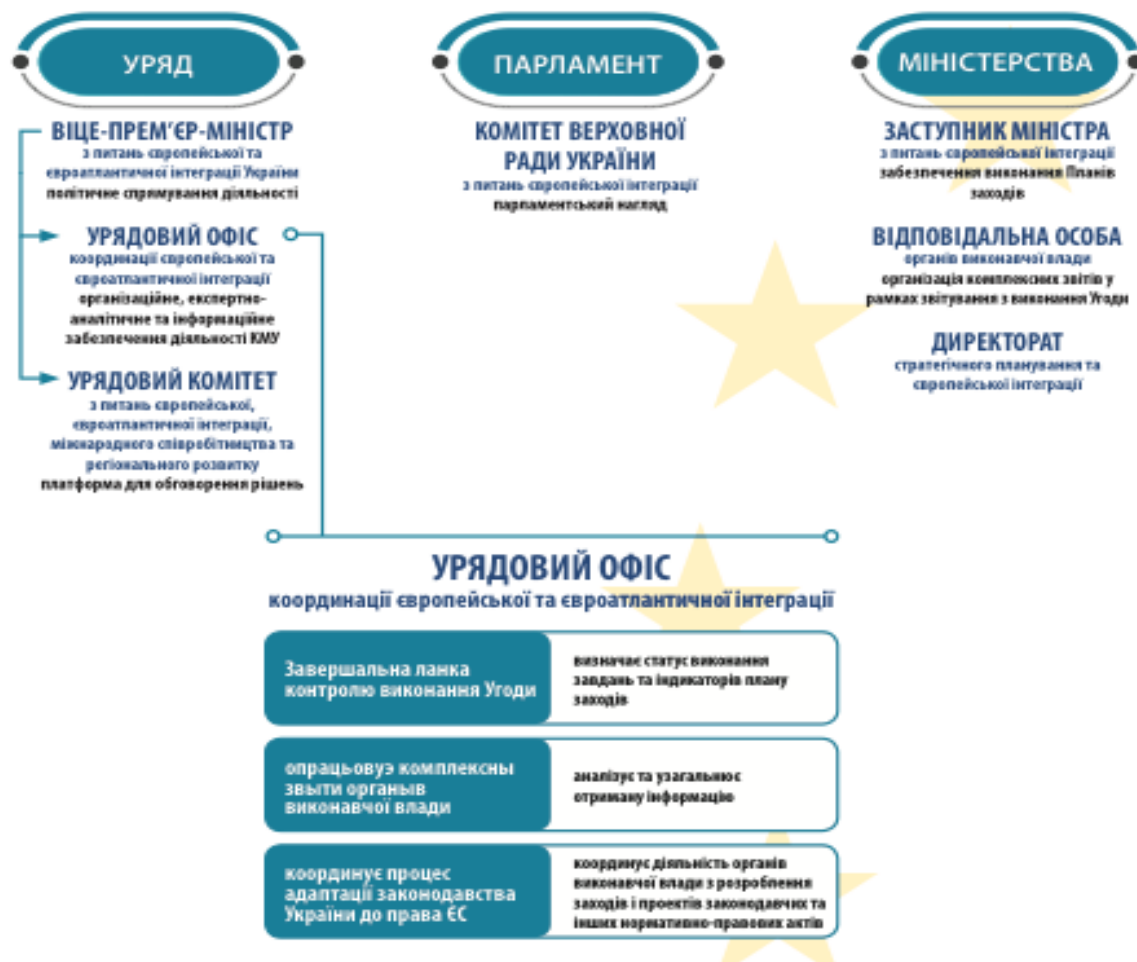 УРЯД
ВІЦЕ-ПРЕМ’ЄР-МІНІСТР
з питань європейської та
євроатлантичної інтеграції України
політичне спрямування діяльності
УРЯДОВИЙ ОФІС
координації європейської та
євроатлантичної інтеграції
організаційне, експертно-
аналітичне та інформаційне
забезпечення діяльності КМУ
УРЯДОВИЙ КОМІТЕТ
з питань європейської,
євроатлантичної інтеграції,
міжнародного співробітництва та
регіонального розвитку
платформа для обговорення рішень
ПАРЛАМЕНТ
КОМІТЕТ ВЕРХОВНОЇ
РАДИ УКРАЇНИ
з питань європейської інтеграції
парламентський нагляд
МІНІСТЕРСТВА
ЗАСТУПНИК МІНІСТРА
з питань європейської інтеграції
забезпечення виконання Планів
заходів
ВІДПОВІДАЛЬНА ОСОБА
органів виконавчої влади
організація комплексних звітів у
рамках звітування з виконання Угоди
ДИРЕКТОРАТ
стратегічного планування та
європейської інтеграції
УРЯДОВИЙ ОФІС
координації європейської та євроатлантичної інтеграції
Завершальна ланка
контролю виконання Угоди
визначає статус виконання
завдань та індикаторів плану
заходів
опрацьовуэ комплексны
звыти органыв
виконавчої влади
аналізує та узагальнює
отриману інформацію
координує процес
адаптації законодавства
України до права ЄС
координує діяльність органів
виконавчої влади з розроблення
заходів і проектів законодавчих та
інших нормативно-правових актів